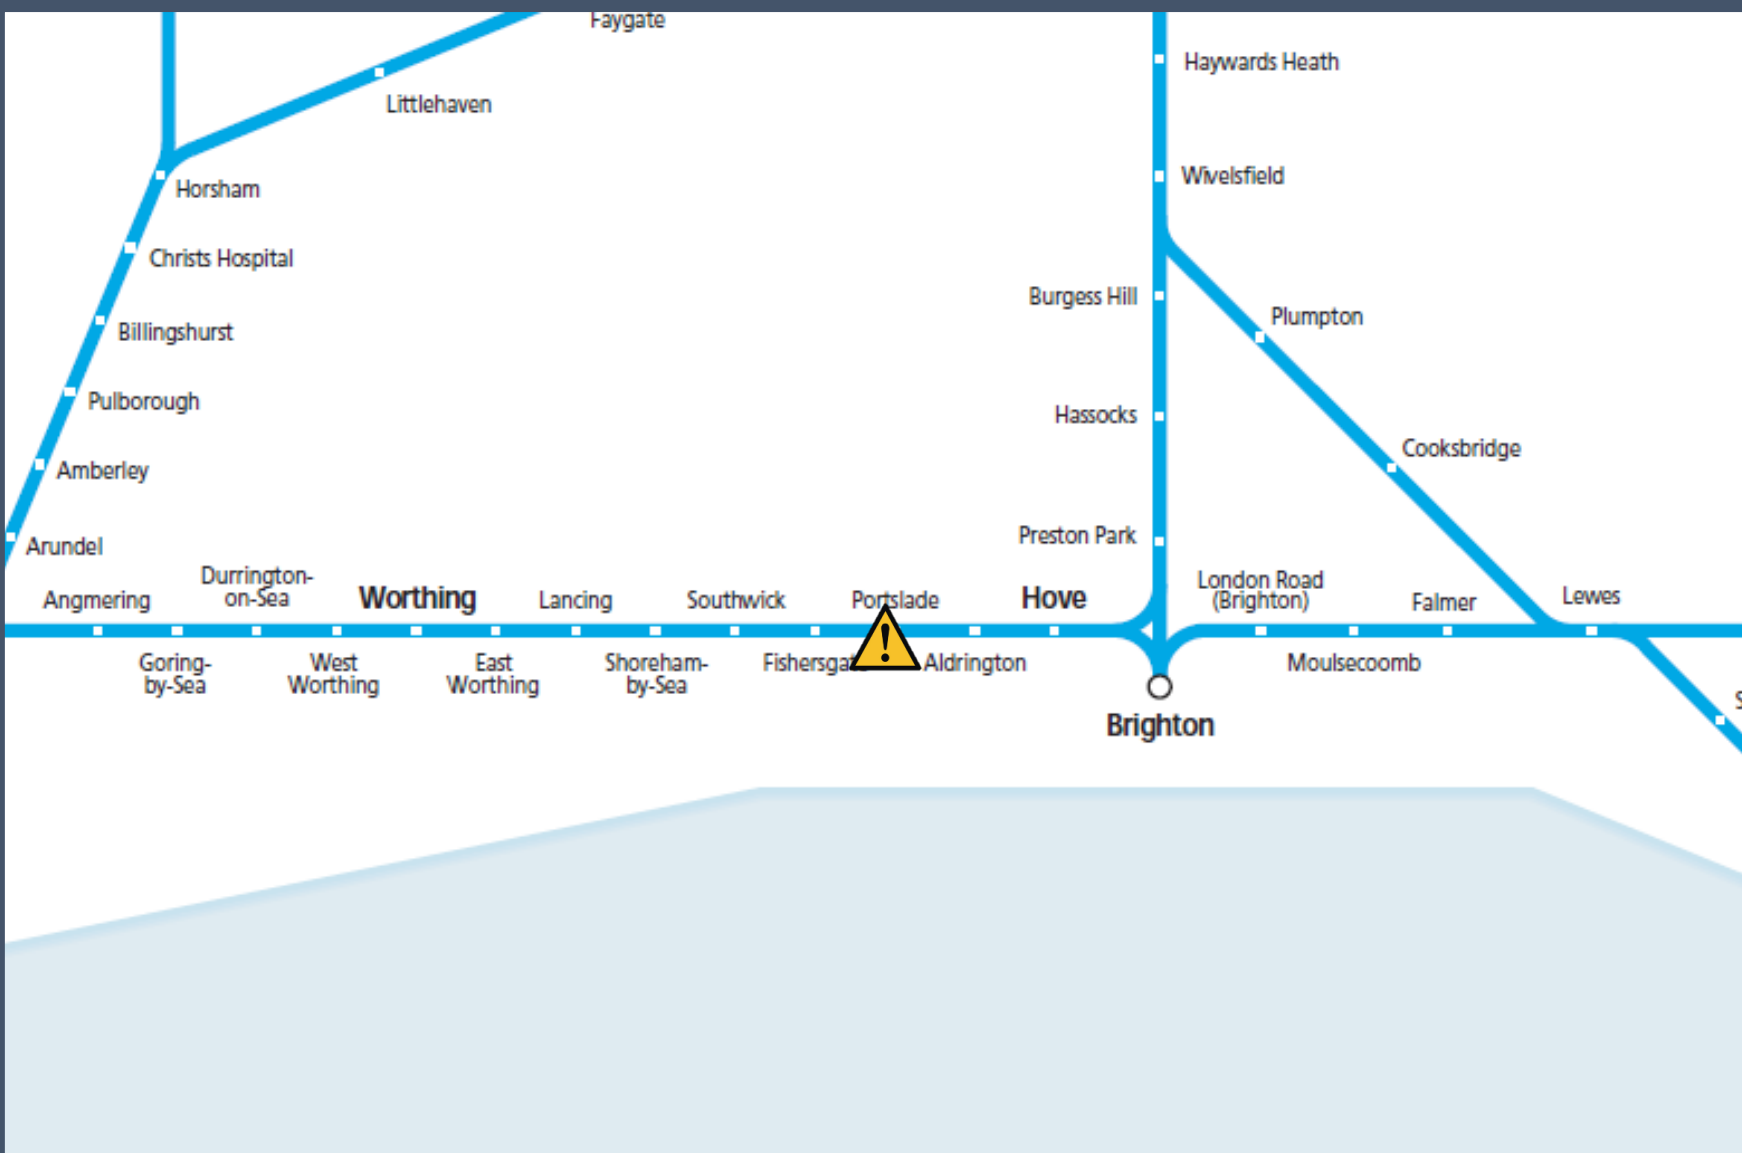 Faygate
Haywards Heath
Littlehaven
Horsham
Wivelsfield
Christs Hospital
Burgess Hill
Plumpton
Billingshurst
Pulborough
Hassocks
Cooksbridge
Amberley
Preston Park
Arundel
Angmering
Durrington-
on-Sea
Worthing
Lancing
Southwick
Portslade
Hove
London Road
(Brighton)
Falmer
Lewes
Goring-
by-Sea
West
Worthing
East
Worthing
Shoreham-
by-Sea
Aldrington
Moulsecoomb
Brighton